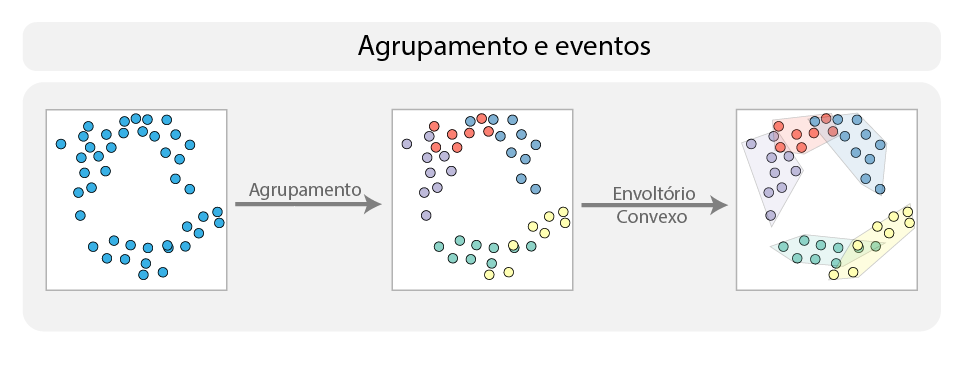 Agrupamento e eventos
Agrupamento
Envoltório
Convexo